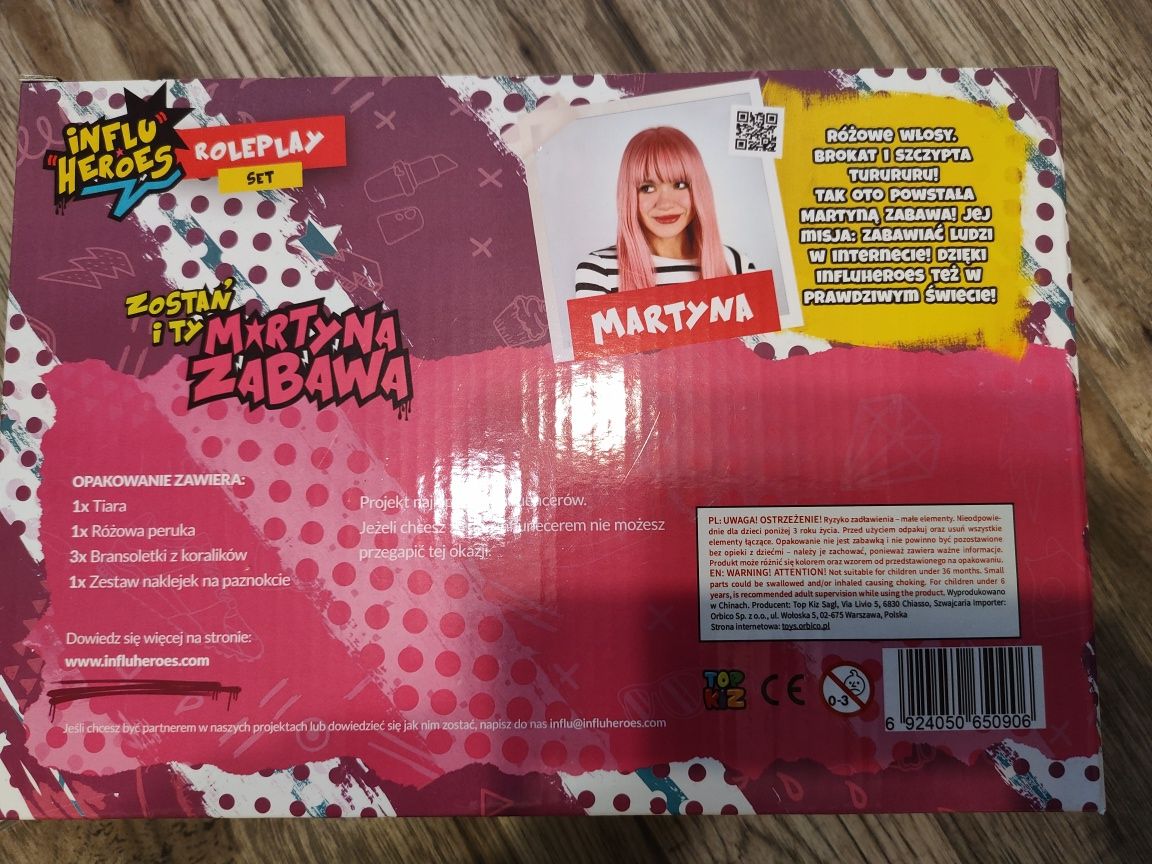 INFLU"
"HEROES
ROLEPLAY
SET
ZOSTAŃ
I TY
MARTYNA
ZABAWA
MARTYNA
RÓŻOWE WŁOSY.
BROKAT I SZCZYPTA
TURURURU!
TAK OTO POWSTAŁA
MARTYNĄ ZABAWA! JEJ
MISJA: ZABAWIAĆ LUDZI
W INTERNECIE! DZIĘKI
INFLUHEROES TEŻ W
PRAWDZIWYM ŚWIECIE!
OPAKOWANIE ZAWIERA:
1x Tiara
1x Różowa peruka
3x Bransoletki z koralików
1x Zestaw naklejek na paznokcie
Projekt
Jeżeli chcesz nie możesz
przegapić tej okazji.
Dowiedz się więcej na stronie:
www.influheroes.com
Jeśli chcesz być partnerem w naszych projektach lub dowiedzieć się jak nim zostać, napisz do nas influ@influheroes.com
PL: UWAGA! OSTRZEŻENIE! Ryzyko zadławienia – małe elementy. Nieodpowie-
dnie dla dzieci poniżej 3 roku życia. Przed użyciem odpakuj oraz usuń wszystkie
elementy łączące. Opakowanie nie jest zabawką i nie powinno być pozostawione
bez opieki z dziećmi – należy je zachować, ponieważ zawiera ważne informacje.
Produkt może różnić się kolorem oraz wzorem od przedstawionego na opakowaniu.
EN: WARNING! ATTENTION! Not suitable for children under 36 months. Small
parts could be swallowed and/or inhaled causing choking. For children under 6
years, is recommended adult supervision while using the product. Wyprodukowano
w Chinach. Producent: Top Kiz Sagl, Via Livio 5, 6830 Chiasso, Szwajcaria Importer:
Orbico Sp. z o.o., ul. Wołoska 5, 02-675 Warszawa, Polska
Strona internetowa: toys.orbico.pl
TOP
KIZ
CE
0-3
6 924050 650906